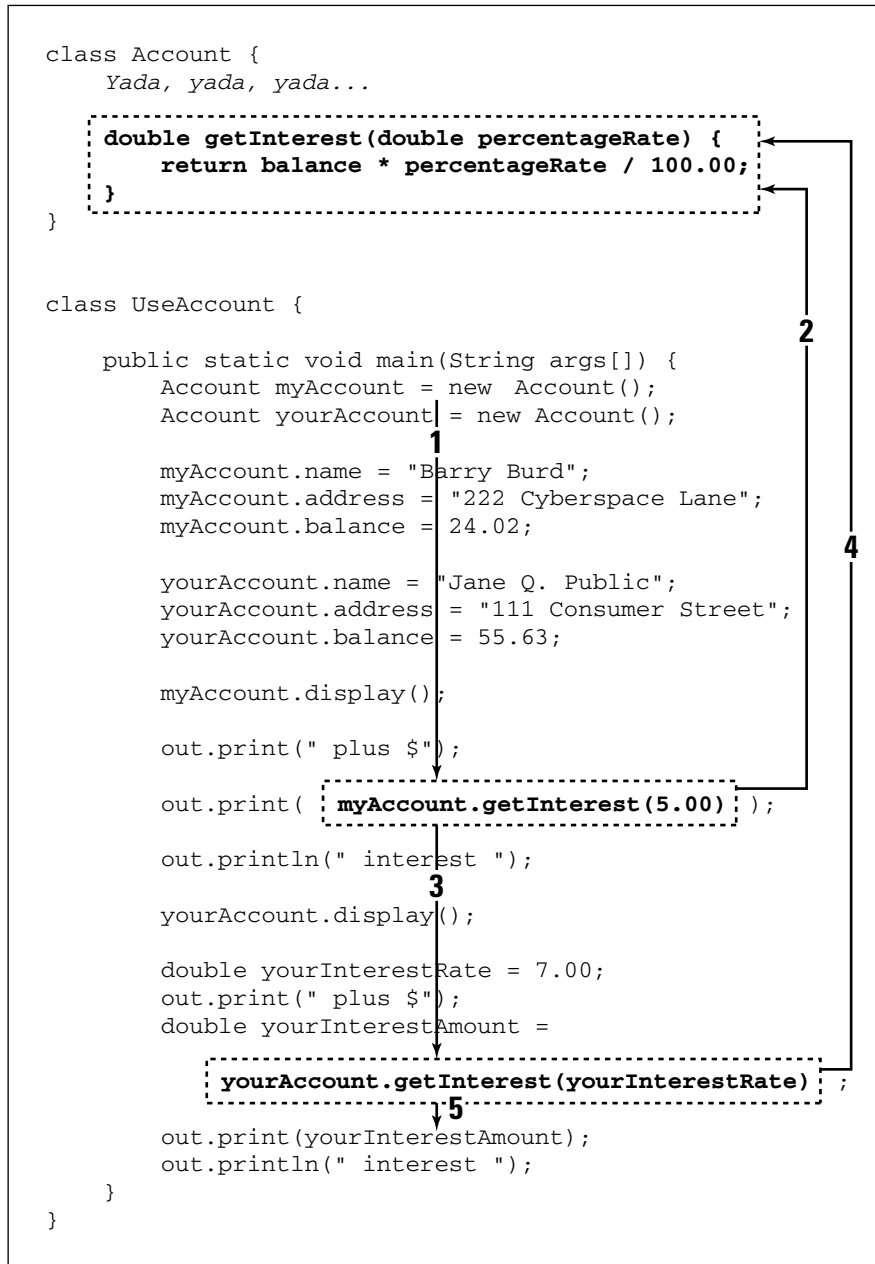 class Account {
Yada, yada, yada...
double getInterest(double percentageRate) {
return balance * percentageRate / 100.00;
}
}
class UseAccount {
2
public static void main(String args[]) {
Account myAccount = new Account();
Account yourAccount = new Account();
1
myAccount.name = "Barry Burd";
myAccount.address = "222 Cyberspace Lane";
myAccount.balance = 24.02;
4
yourAccount.name = "Jane Q. Public";
yourAccount.address = "111 Consumer Street";
yourAccount.balance = 55.63;
myAccount.display();
out.print(" plus $");
out.print( myAccount.getInterest(5.00) );
out.println(" interest ");
3
yourAccount.display();
double yourInterestRate = 7.00;
out.print(" plus $");
double yourInterestAmount =
yourAccount.getInterest(yourInterestRate) ;
5
out.print(yourInterestAmount);
out.println(" interest ");
}
}